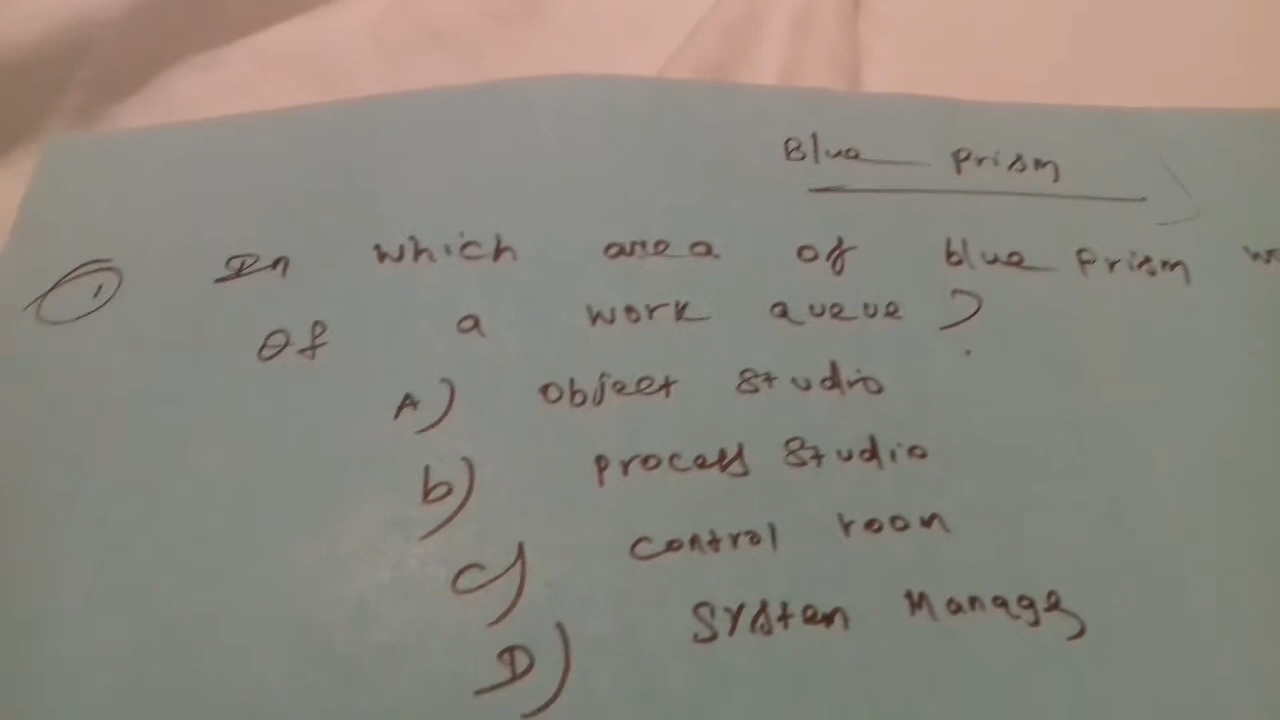 Blue Prism
1 In which area of blue prism
of a work queue ?
A) object studio
b) process studio
c) control room
D) System Manage